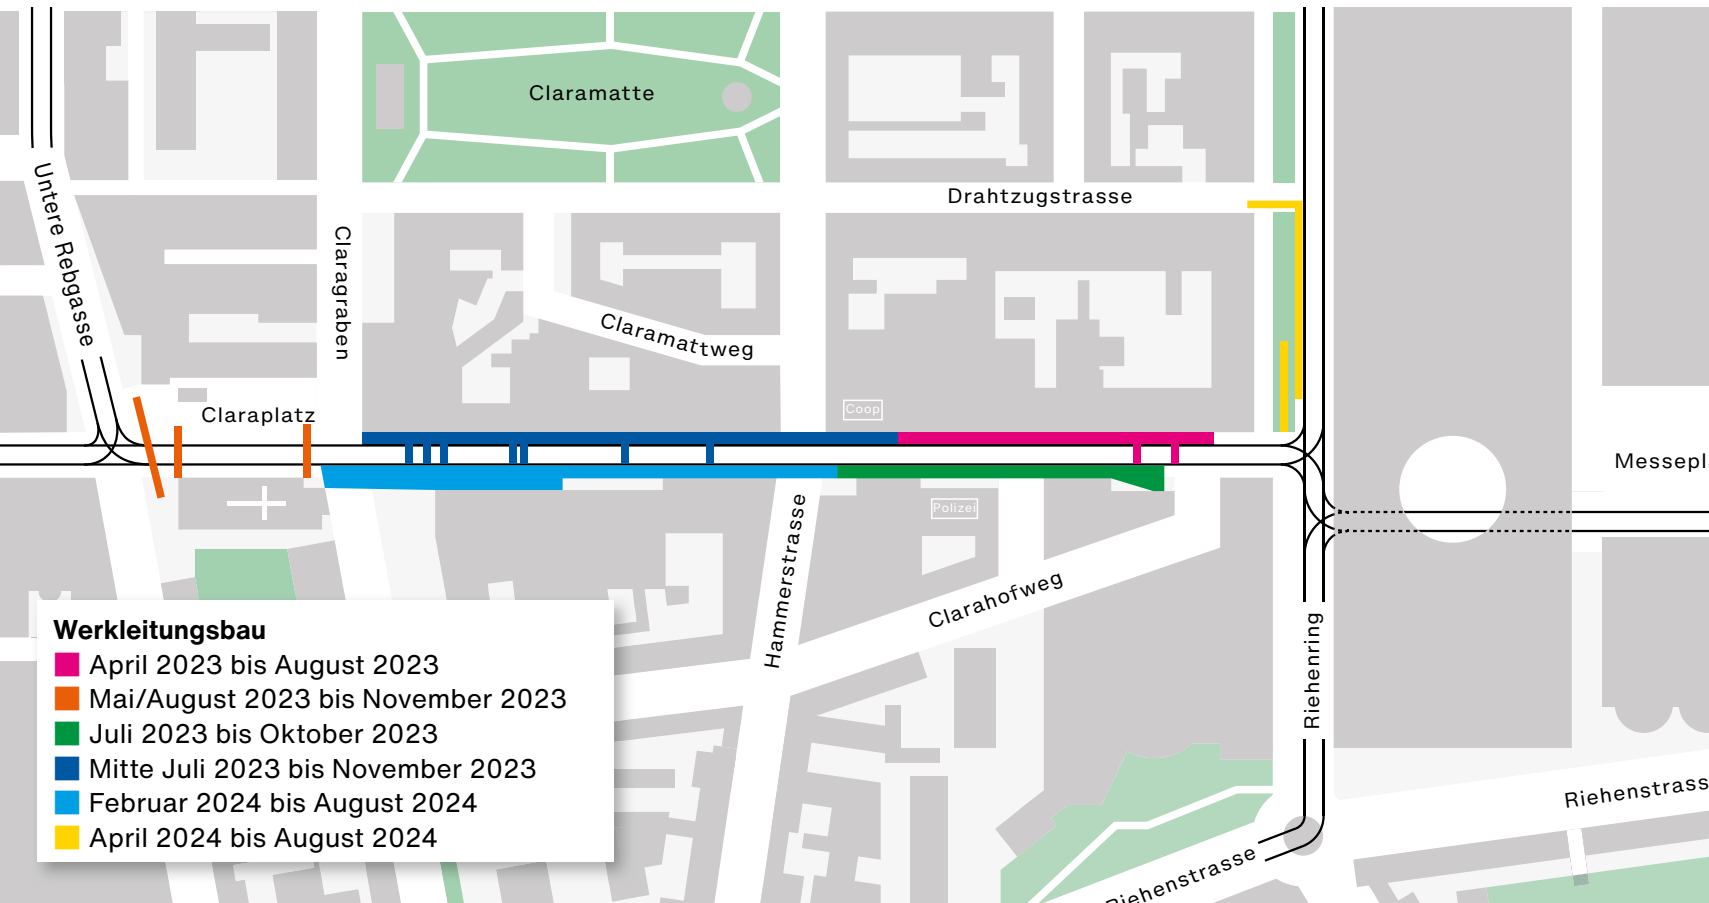 Claramatte
Drahtzugstrasse
Untere Rebgasse
Claragraben
Claramattweg
Claraplatz
Coop
Messepl
Polizei
Hammerstrasse
Clarahofweg
Riehenring
Riehenstrass
Riehenstrasse
Werkleitungsbau
April 2023 bis August 2023
Mai/August 2023 bis November 2023
Juli 2023 bis Oktober 2023
Mitte Juli 2023 bis November 2023
Februar 2024 bis August 2024
April 2024 bis August 2024